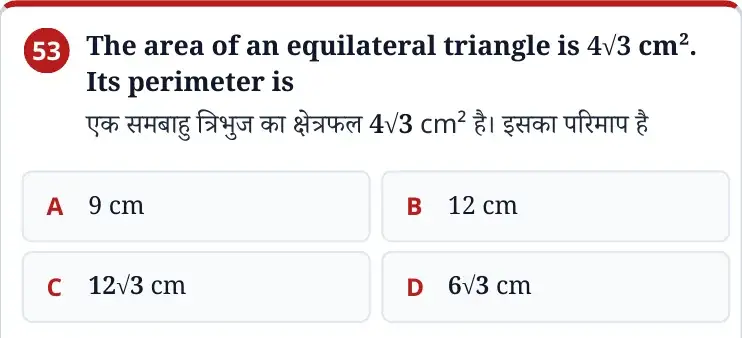 53 The area of an equilateral triangle is 4√3 cm².
Its perimeter is
एक समबाहु त्रिभुज का क्षेत्रफल 4√3 cm² है। इसका परिमाप है
A 9 cm
B 12 cm
C 12√3 cm
D 6√3 cm